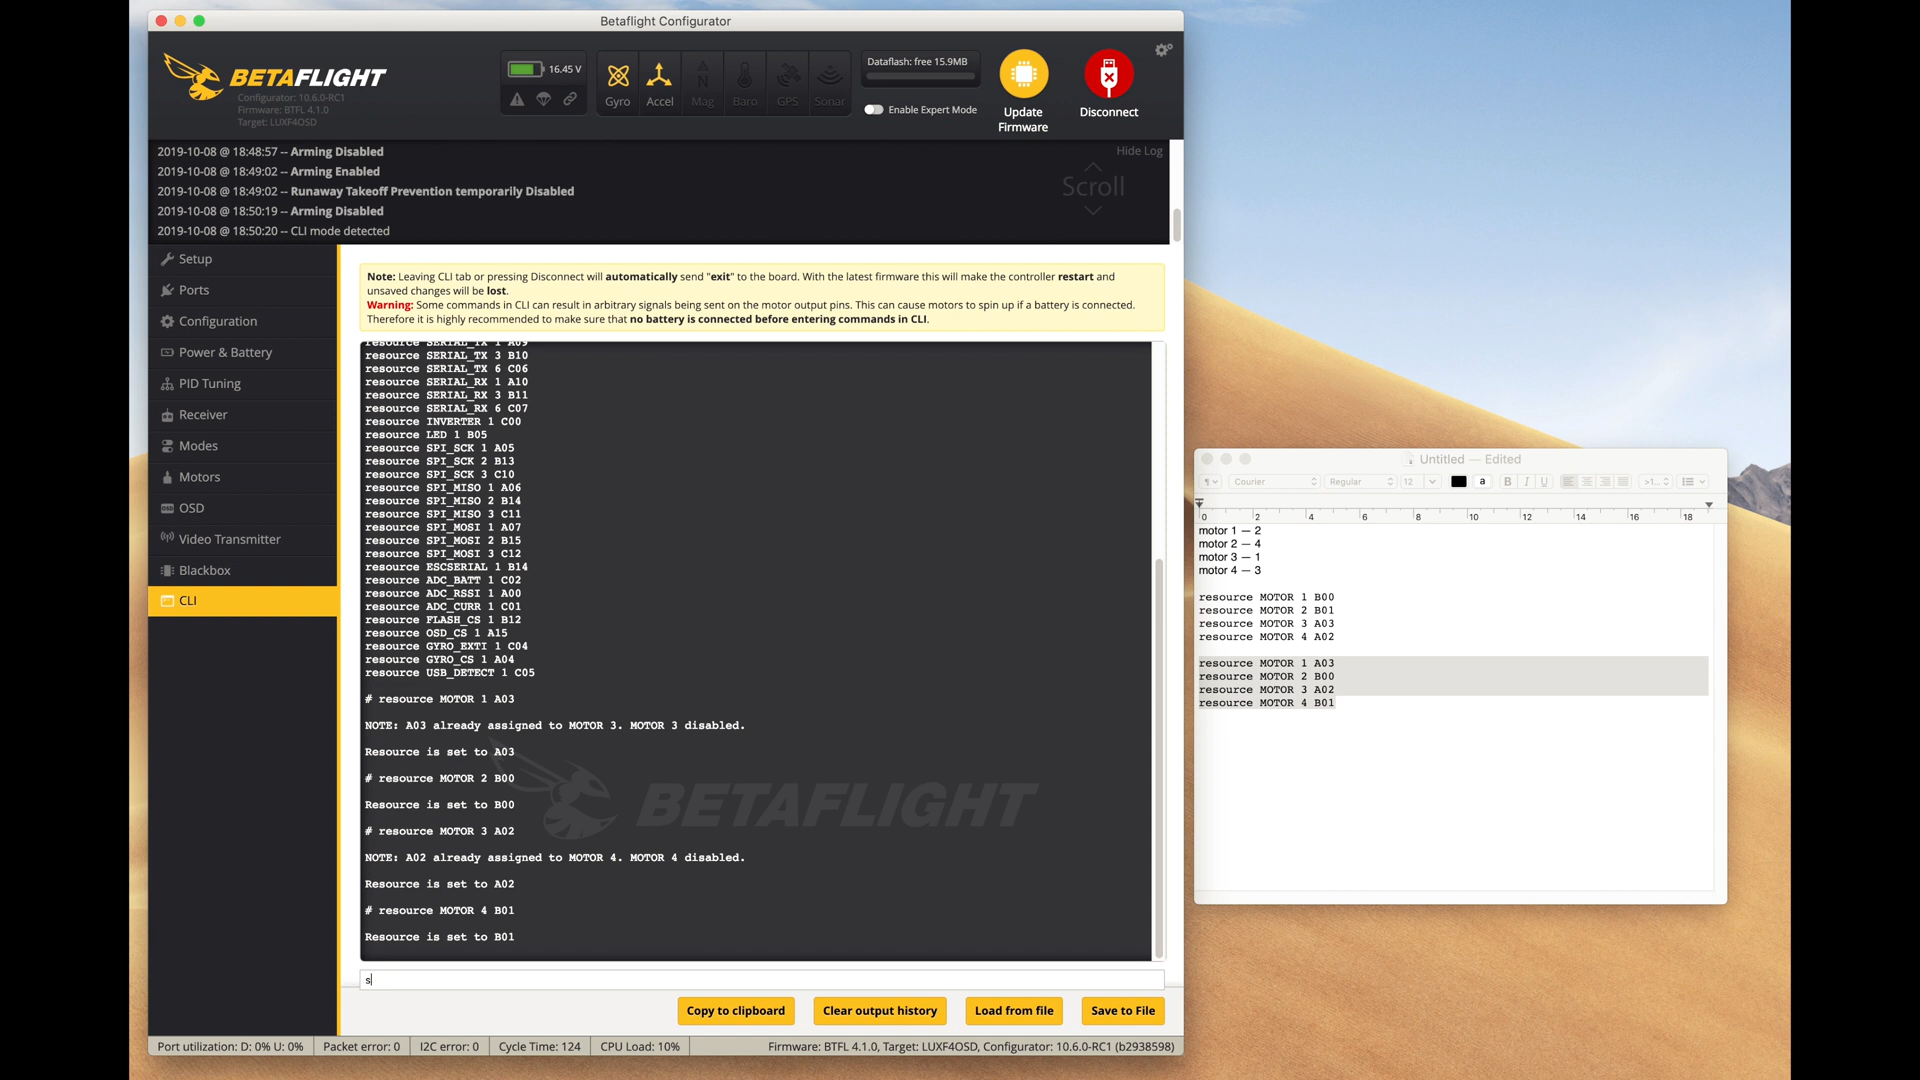 Betaflight Configurator
BETAFLIGHT
Configurator: 10.6.0-RC1
Firmware: BTFL 4.1.0
Target: LUXF4OSD
16.45 V
Gyro
Accel
Mag
Baro
GPS
Sonar
Dataflash: free 15.9MB
Enable Expert Mode
Update
Firmware
Disconnect
2019-10-08 @ 18:48:57 -- Arming Disabled
2019-10-08 @ 18:49:02 -- Arming Enabled
2019-10-08 @ 18:49:02 -- Runaway Takeoff Prevention temporarily Disabled
2019-10-08 @ 18:50:19 -- Arming Disabled
2019-10-08 @ 18:50:20 -- CLI mode detected
Hide Log
Scroll
Setup
Ports
Configuration
Power & Battery
PID Tuning
Receiver
Modes
Motors
OSD
Video Transmitter
Blackbox
CLI
Note: Leaving CLI tab or pressing Disconnect will automatically send "exit" to the board. With the latest firmware this will make the controller restart and
unsaved changes will be lost.
Warning: Some commands in CLI can result in arbitrary signals being sent on the motor output pins. This can cause motors to spin up if a battery is connected.
Therefore it is highly recommended to make sure that no battery is connected before entering commands in CLI.
resource SERIAL_TX 1 A09
resource SERIAL_TX 3 B10
resource SERIAL_TX 6 C06
resource SERIAL_RX 1 A10
resource SERIAL_RX 3 B11
resource SERIAL_RX 6 C07
resource INVERTER 1 C00
resource LED 1 B05
resource SPI_SCK 1 A05
resource SPI_SCK 2 B13
resource SPI_SCK 3 C10
resource SPI_MISO 1 A06
resource SPI_MISO 2 B14
resource SPI_MISO 3 C11
resource SPI_MOSI 1 A07
resource SPI_MOSI 2 B15
resource SPI_MOSI 3 C12
resource ESCSERIAL 1 B14
resource ADC_BATT 1 C02
resource ADC_RSSI 1 A00
resource ADC_CURR 1 C01
resource FLASH_CS 1 B12
resource OSD_CS 1 A15
resource GYRO_EXTI 1 C04
resource GYRO_CS 1 A04
resource USB_DETECT 1 C05
# resource MOTOR 1 A03
NOTE: A03 already assigned to MOTOR 3. MOTOR 3 disabled.
Resource is set to A03
# resource MOTOR 2 B00
Resource is set to B00
# resource MOTOR 3 A02
NOTE: A02 already assigned to MOTOR 4. MOTOR 4 disabled.
Resource is set to A02
# resource MOTOR 4 B01
Resource is set to B01
BETAFLIGHT
s
Copy to clipboard
Clear output history
Load from file
Save to File
Port utilization: D: 0% U: 0%
Packet error: 0
I2C error: 0
Cycle Time: 124
CPU Load: 10%
Firmware: BTFL 4.1.0, Target: LUXF4OSD, Configurator: 10.6.0-RC1 (b2938598)
Untitled — Edited
¶ Courier Regular 12 a B I U >1...
0 2 4 6 8 10 12 14 16 18
motor 1 — 2
motor 2 — 4
motor 3 — 1
motor 4 — 3
resource MOTOR 1 B00
resource MOTOR 2 B01
resource MOTOR 3 A03
resource MOTOR 4 A02
resource MOTOR 1 A03
resource MOTOR 2 B00
resource MOTOR 3 A02
resource MOTOR 4 B01